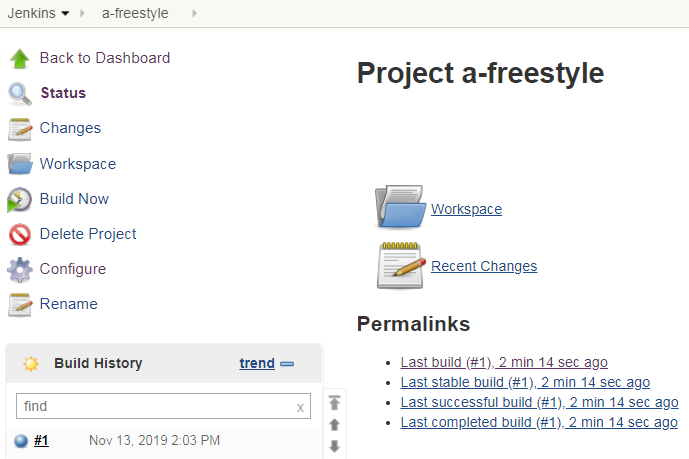 Jenkins a-freestyle
Back to Dashboard
Status
Changes
Workspace
Build Now
Delete Project
Configure
Rename
Build History trend
find x
#1 Nov 13, 2019 2:03 PM
Project a-freestyle
Workspace
Recent Changes
Permalinks
Last build (#1), 2 min 14 sec ago
Last stable build (#1), 2 min 14 sec ago
Last successful build (#1), 2 min 14 sec ago
Last completed build (#1), 2 min 14 sec ago